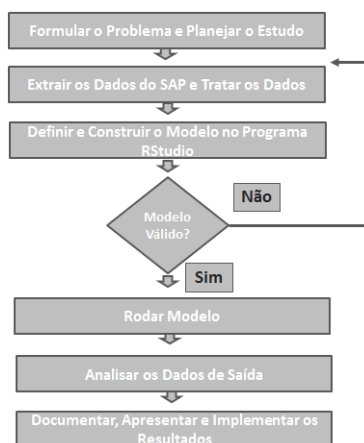 Formular o Problema e Planejar o Estudo
Extrair os Dados do SAP e Tratar os Dados
Definir e Construir o Modelo no Programa
RStudio
Modelo
Válido?
Não
Sim
Rodar Modelo
Analisar os Dados de Saída
Documentar, Apresentar e Implementar os
Resultados